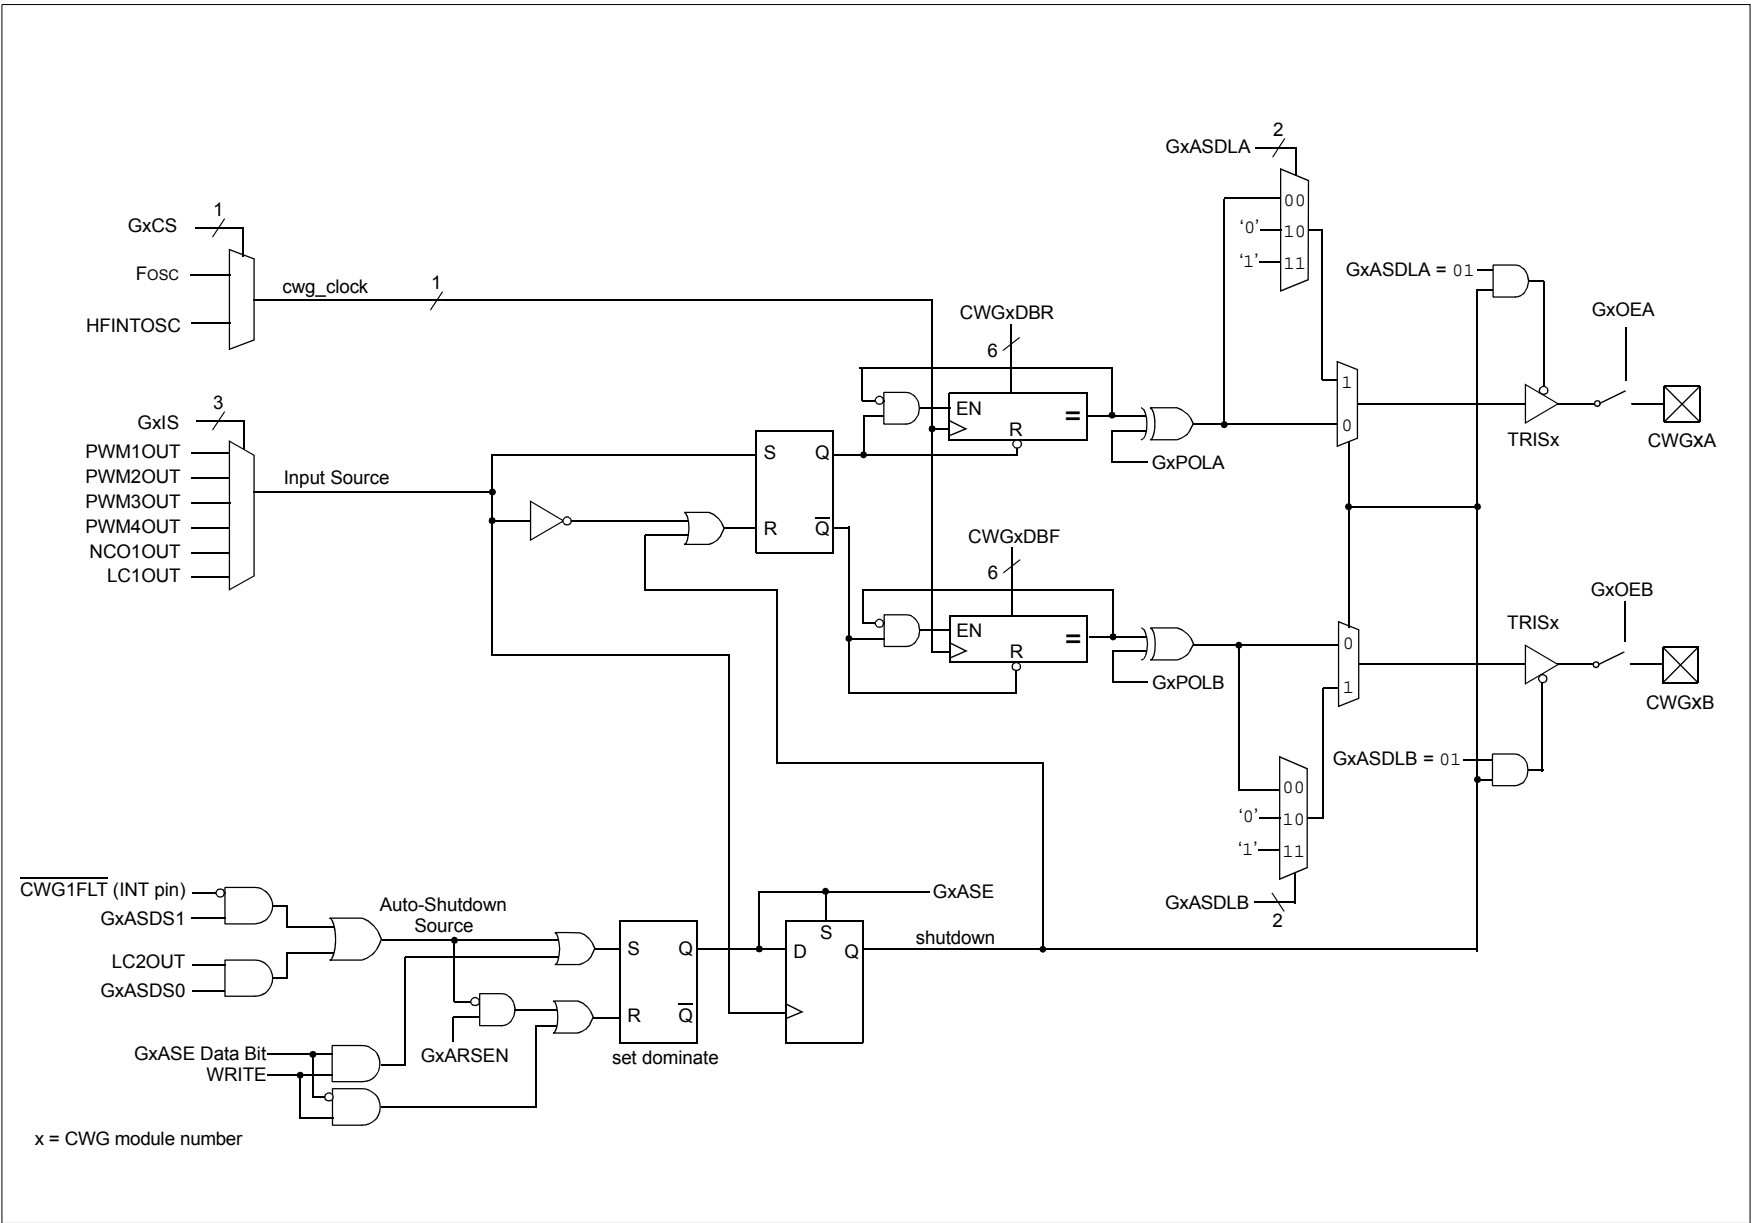 GxASDLA
2
00
'0'
10
'1'
11
GxCS
1
FOSC
HFINTOSC
cwg_clock
1
GxASDLA = 01
GxOEA
TRISx
CWGxA
CWGxDBR
6
EN
=
R
GxPOLA
1
0
GxIS
3
PWM1OUT
PWM2OUT
PWM3OUT
PWM4OUT
NCO1OUT
LC1OUT
Input Source
S
Q
R
Q
CWGxDBF
6
EN
=
R
GxPOLB
0
1
TRISx
GxOEB
CWGxB
GxASDLB = 01
00
'0'
10
'1'
11
GxASDLB
2
CWG1FLT (INT pin)
GxASDS1
LC2OUT
GxASDS0
Auto-Shutdown
Source
GxARSEN
GxASE Data Bit
WRITE
S
Q
R
Q
set dominate
GxASE
S
D
Q
shutdown
x = CWG module number